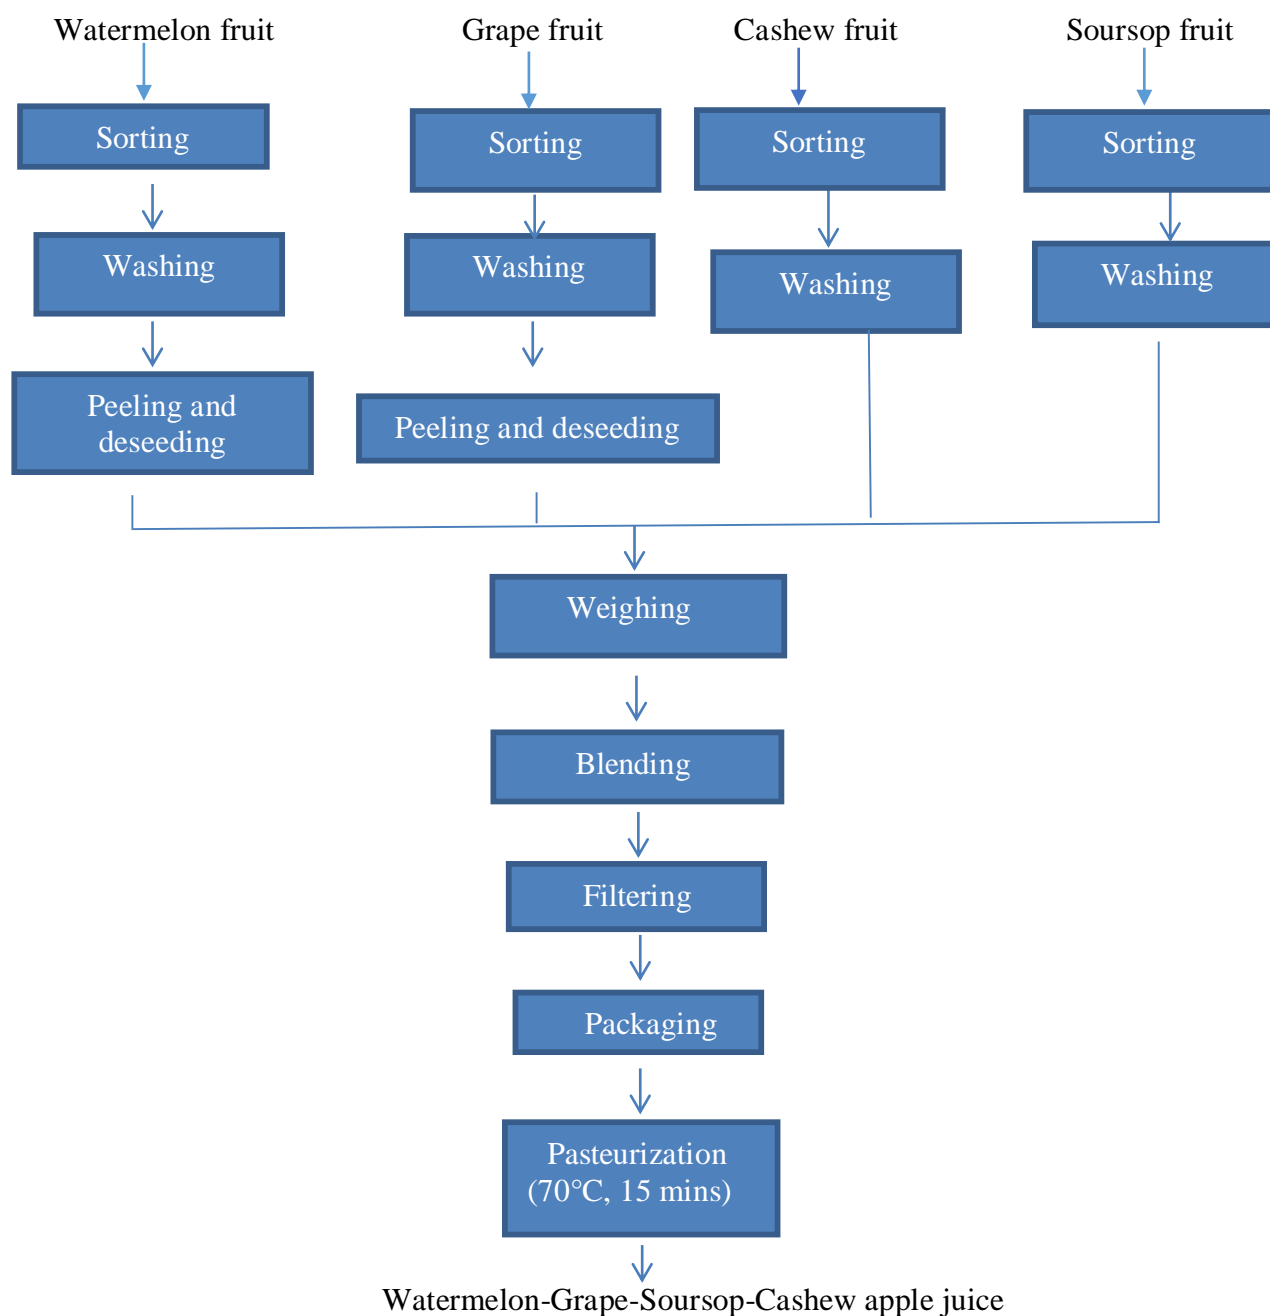 Watermelon fruit
Grape fruit
Cashew fruit
Soursop fruit
Sorting
Sorting
Sorting
Sorting
Washing
Washing
Washing
Washing
Peeling and
deseeding
Peeling and deseeding
Weighing
Blending
Filtering
Packaging
Pasteurization
(70°C, 15 mins)
Watermelon-Grape-Soursop-Cashew apple juice